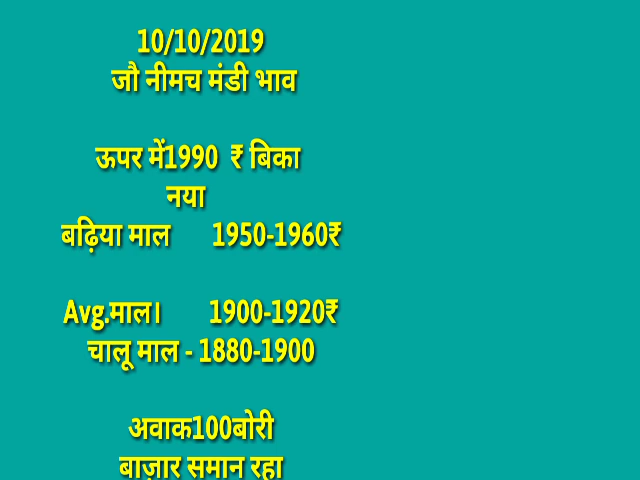 10/10/2019
जौ नीमच मंडी भाव
ऊपर में1990 ₹ बिका
नया
बढ़िया माल 1950-1960₹
Avg.माल। 1900-1920₹
चालू माल - 1880-1900
अवाक100बोरी
बाज़ार समान रहा